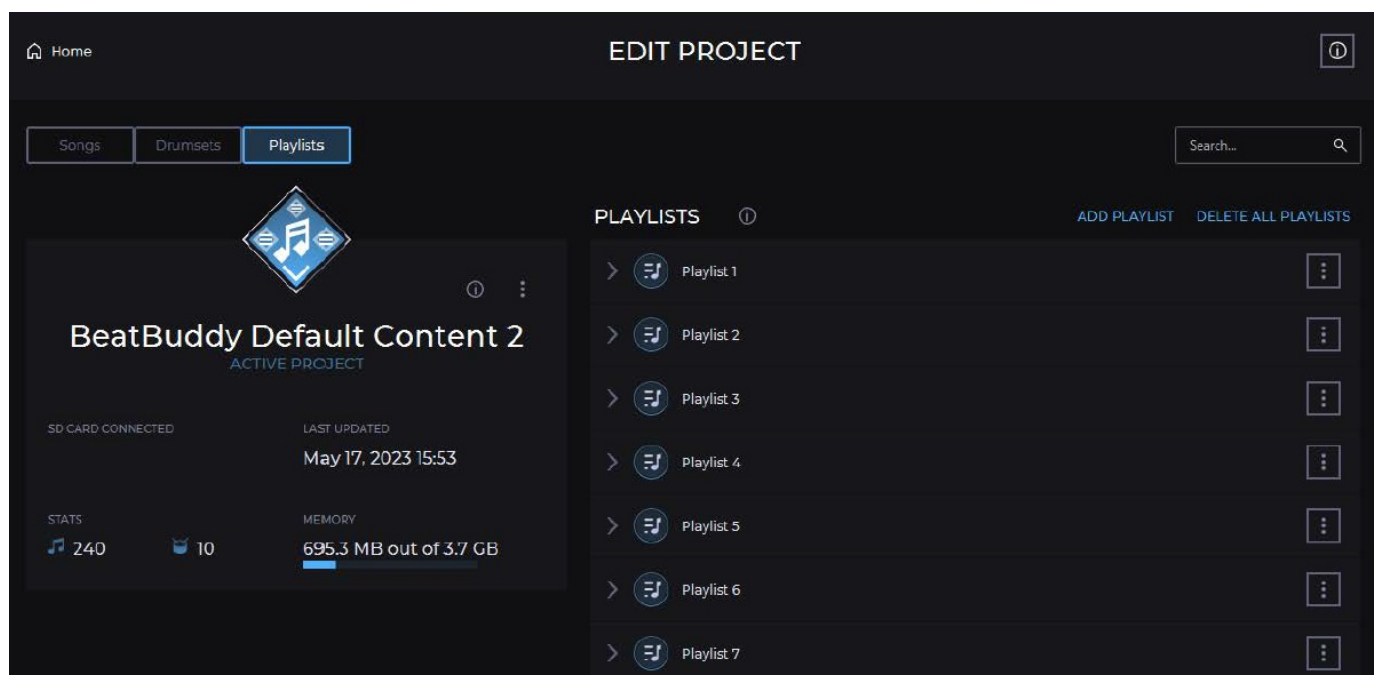 Home
EDIT PROJECT
Songs
Drumsets
Playlists
Search...
BeatBuddy Default Content 2
ACTIVE PROJECT
SD CARD CONNECTED
LAST UPDATED
May 17, 2023 15:53
STATS
240
10
MEMORY
695.3 MB out of 3.7 GB
PLAYLISTS
ADD PLAYLIST
DELETE ALL PLAYLISTS
Playlist 1
Playlist 2
Playlist 3
Playlist 4
Playlist 5
Playlist 6
Playlist 7